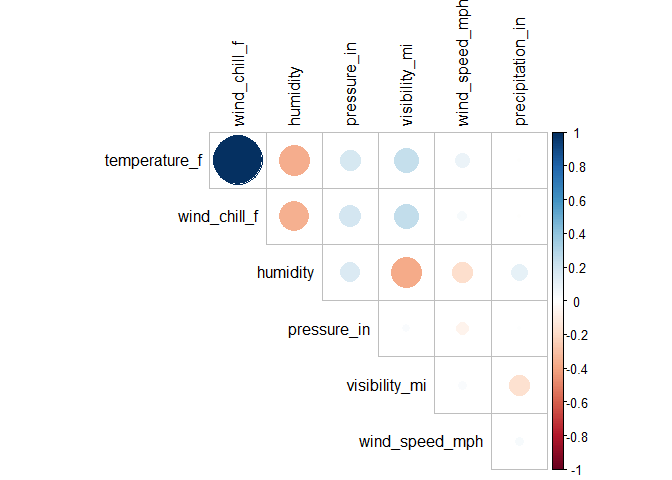 wind_chill_f
humidity
pressure_in
visibility_mi
wind_speed_mph
precipitation_in
temperature_f
wind_chill_f
humidity
pressure_in
visibility_mi
wind_speed_mph
1
0.8
0.6
0.4
0.2
0
-0.2
-0.4
-0.6
-0.8
-1